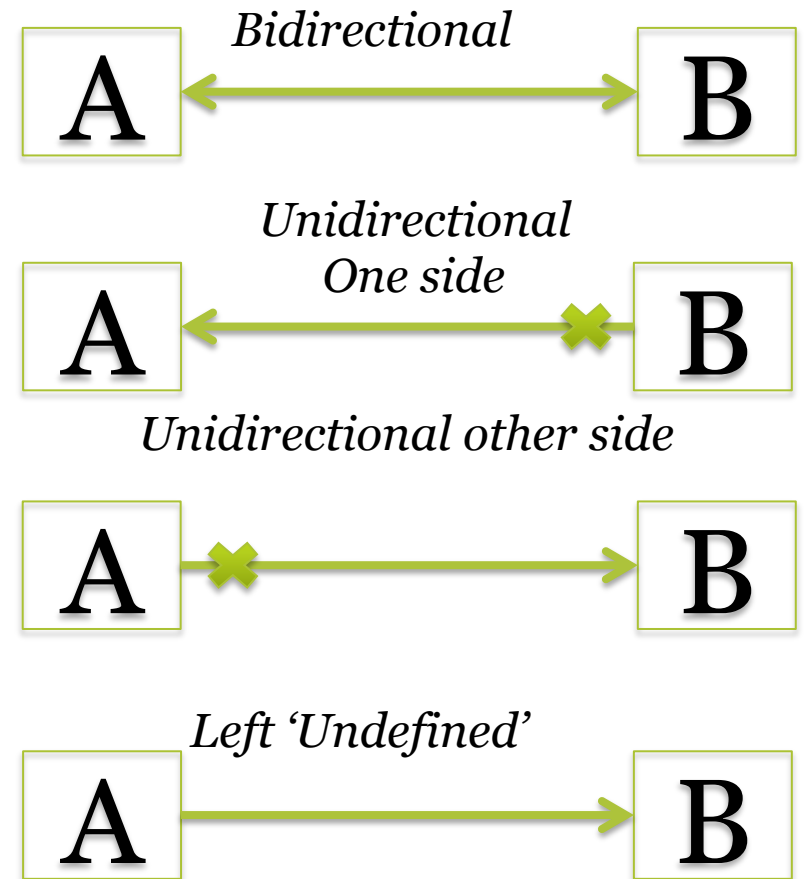 Bidirectional
A B
Unidirectional
One side
A B
Unidirectional other side
A B
Left ‘Undefined’
A B